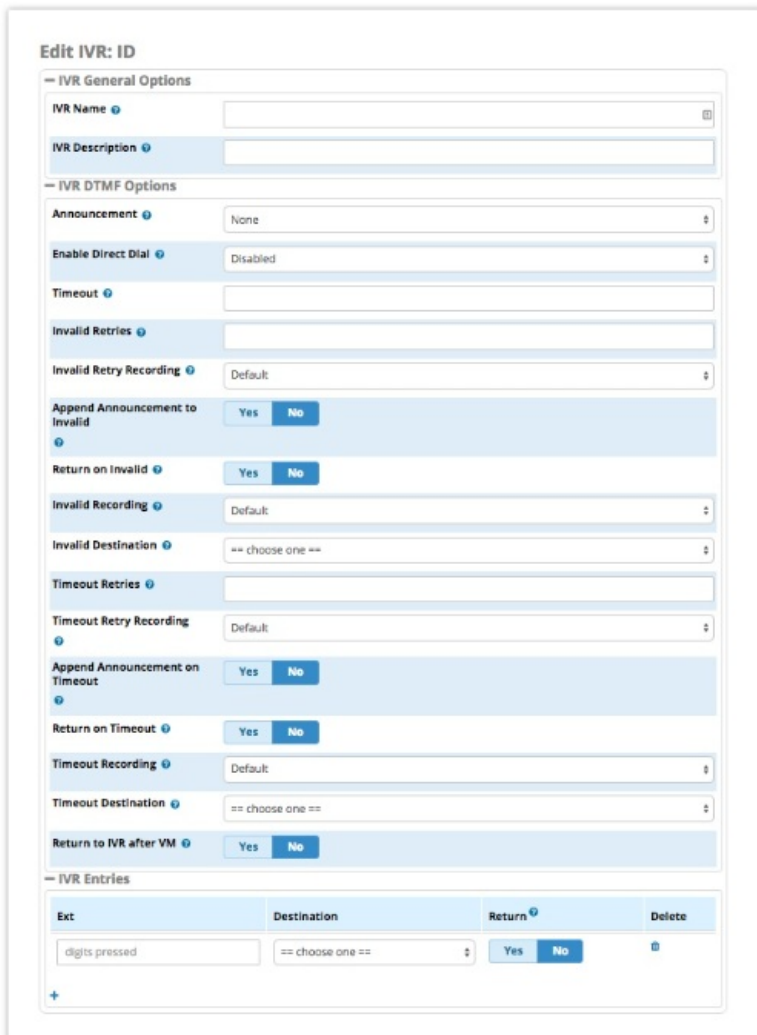 Edit IVR: ID
IVR General Options
IVR Name
IVR Description
IVR DTMF Options
Announcement
None
Enable Direct Dial
Disabled
Timeout
Invalid Retries
Invalid Retry Recording
Default
Append Announcement to
Invalid
Yes No
Return on Invalid
Yes No
Invalid Recording
Default
Invalid Destination
== choose one ==
Timeout Retries
Timeout Retry Recording
Default
Append Announcement on
Timeout
Yes No
Return on Timeout
Yes No
Timeout Recording
Default
Timeout Destination
== choose one ==
Return to IVR after VM
Yes No
IVR Entries
Ext Destination Return Delete
digits pressed == choose one == Yes No